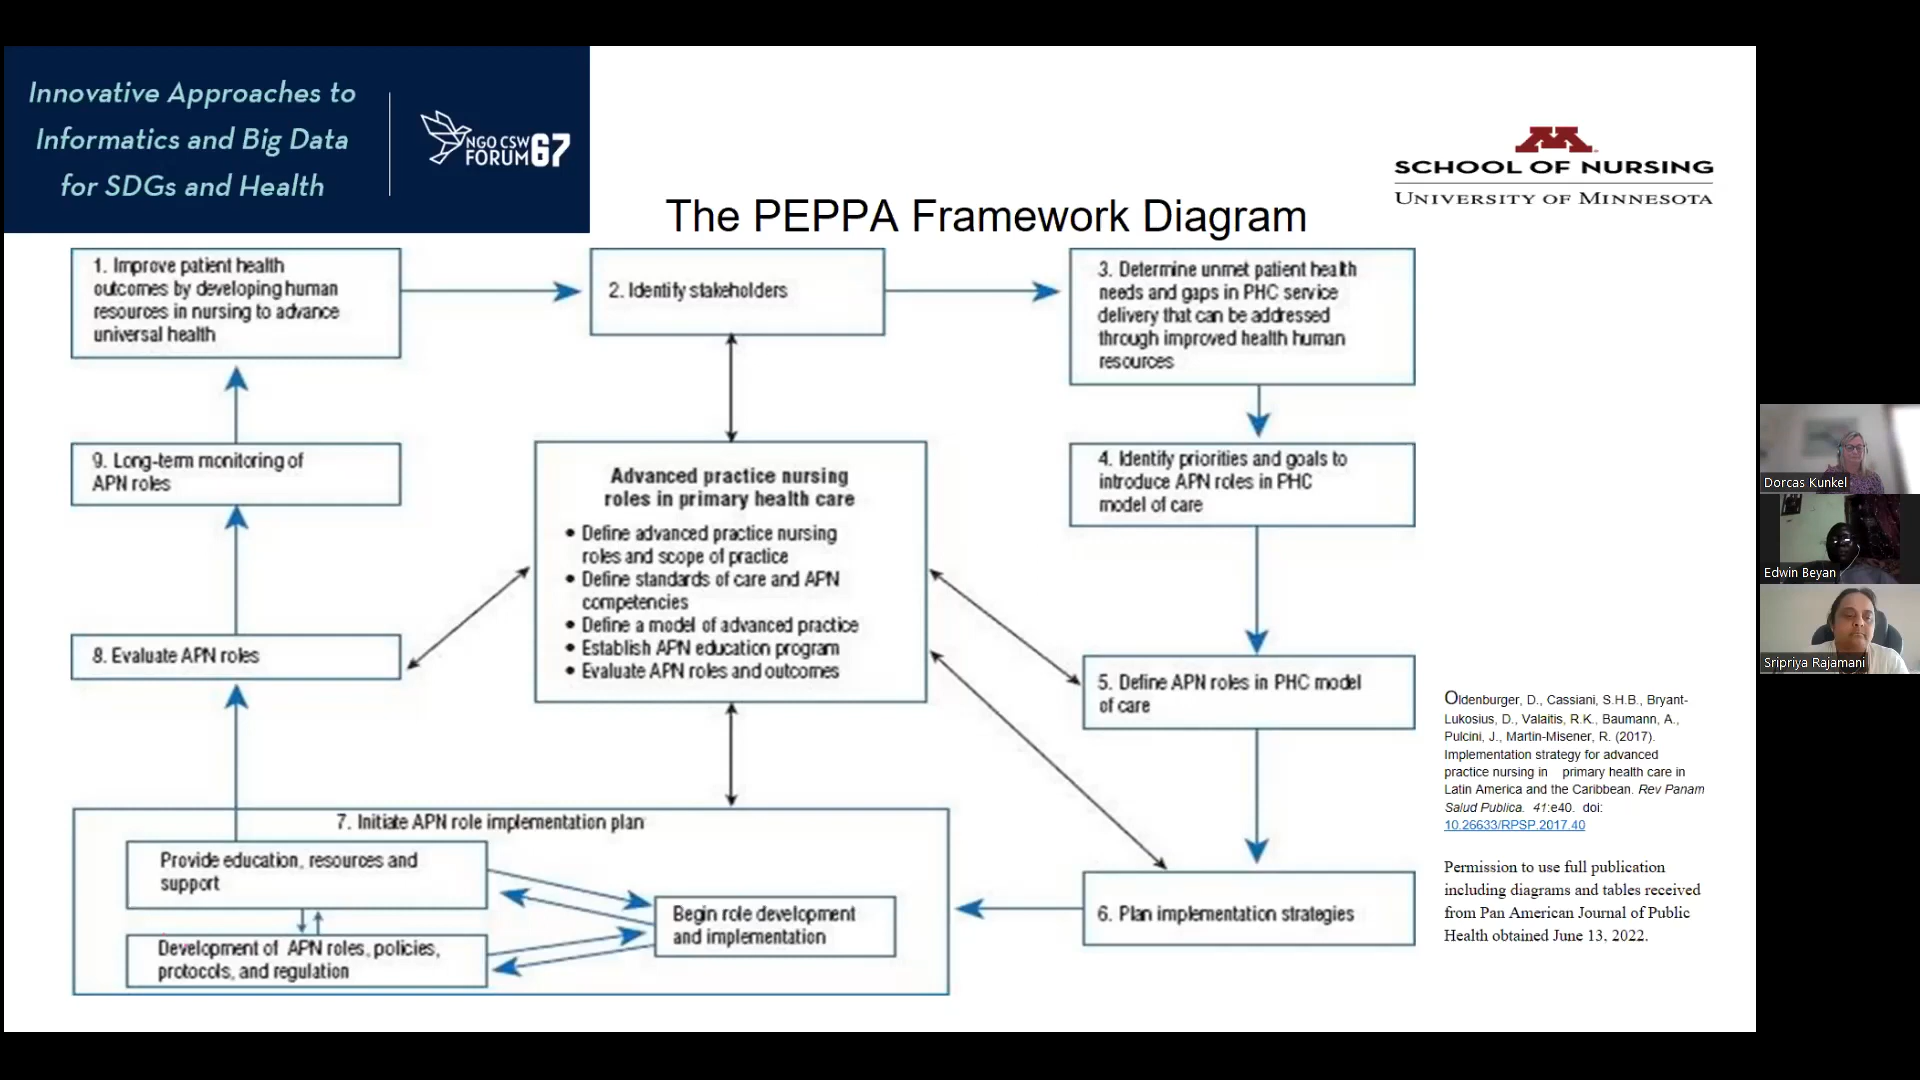 Innovative Approaches to
Informatics and Big Data
for SDGs and Health
NGO CSW
FORUM 67
M
SCHOOL OF NURSING
UNIVERSITY OF MINNESOTA
The PEPPA Framework Diagram
1. Improve patient health
outcomes by developing human
resources in nursing to advance
universal health
2. Identify stakeholders
3. Determine unmet patient health
needs and gaps in PHC service
delivery that can be addressed
through improved health human
resources
4. Identify priorities and goals to
introduce APN roles in PHC
model of care
5. Define APN roles in PHC model
of care
6. Plan implementation strategies
7. Initiate APN role implementation plan
Provide education, resources and
support
Development of APN roles, policies,
protocols, and regulation
Begin role development
and implementation
8. Evaluate APN roles
9. Long-term monitoring of
APN roles
Advanced practice nursing
roles in primary health care
• Define advanced practice nursing
roles and scope of practice
• Define standards of care and APN
competencies
• Define a model of advanced practice
• Establish APN education program
• Evaluate APN roles and outcomes
Oldenburger, D., Cassiani, S.H.B., Bryant-
Lukosius, D., Valaitis, R.K., Baumann, A.,
Pulcini, J., Martin-Misener, R. (2017).
Implementation strategy for advanced
practice nursing in primary health care in
Latin America and the Caribbean. Rev Panam
Salud Publica. 41:e40. doi:
10.26633/RPSP.2017.40
Permission to use full publication
including diagrams and tables received
from Pan American Journal of Public
Health obtained June 13, 2022.
Dorcas Kunkel
Edwin Beyan
Sripriya Rajamani